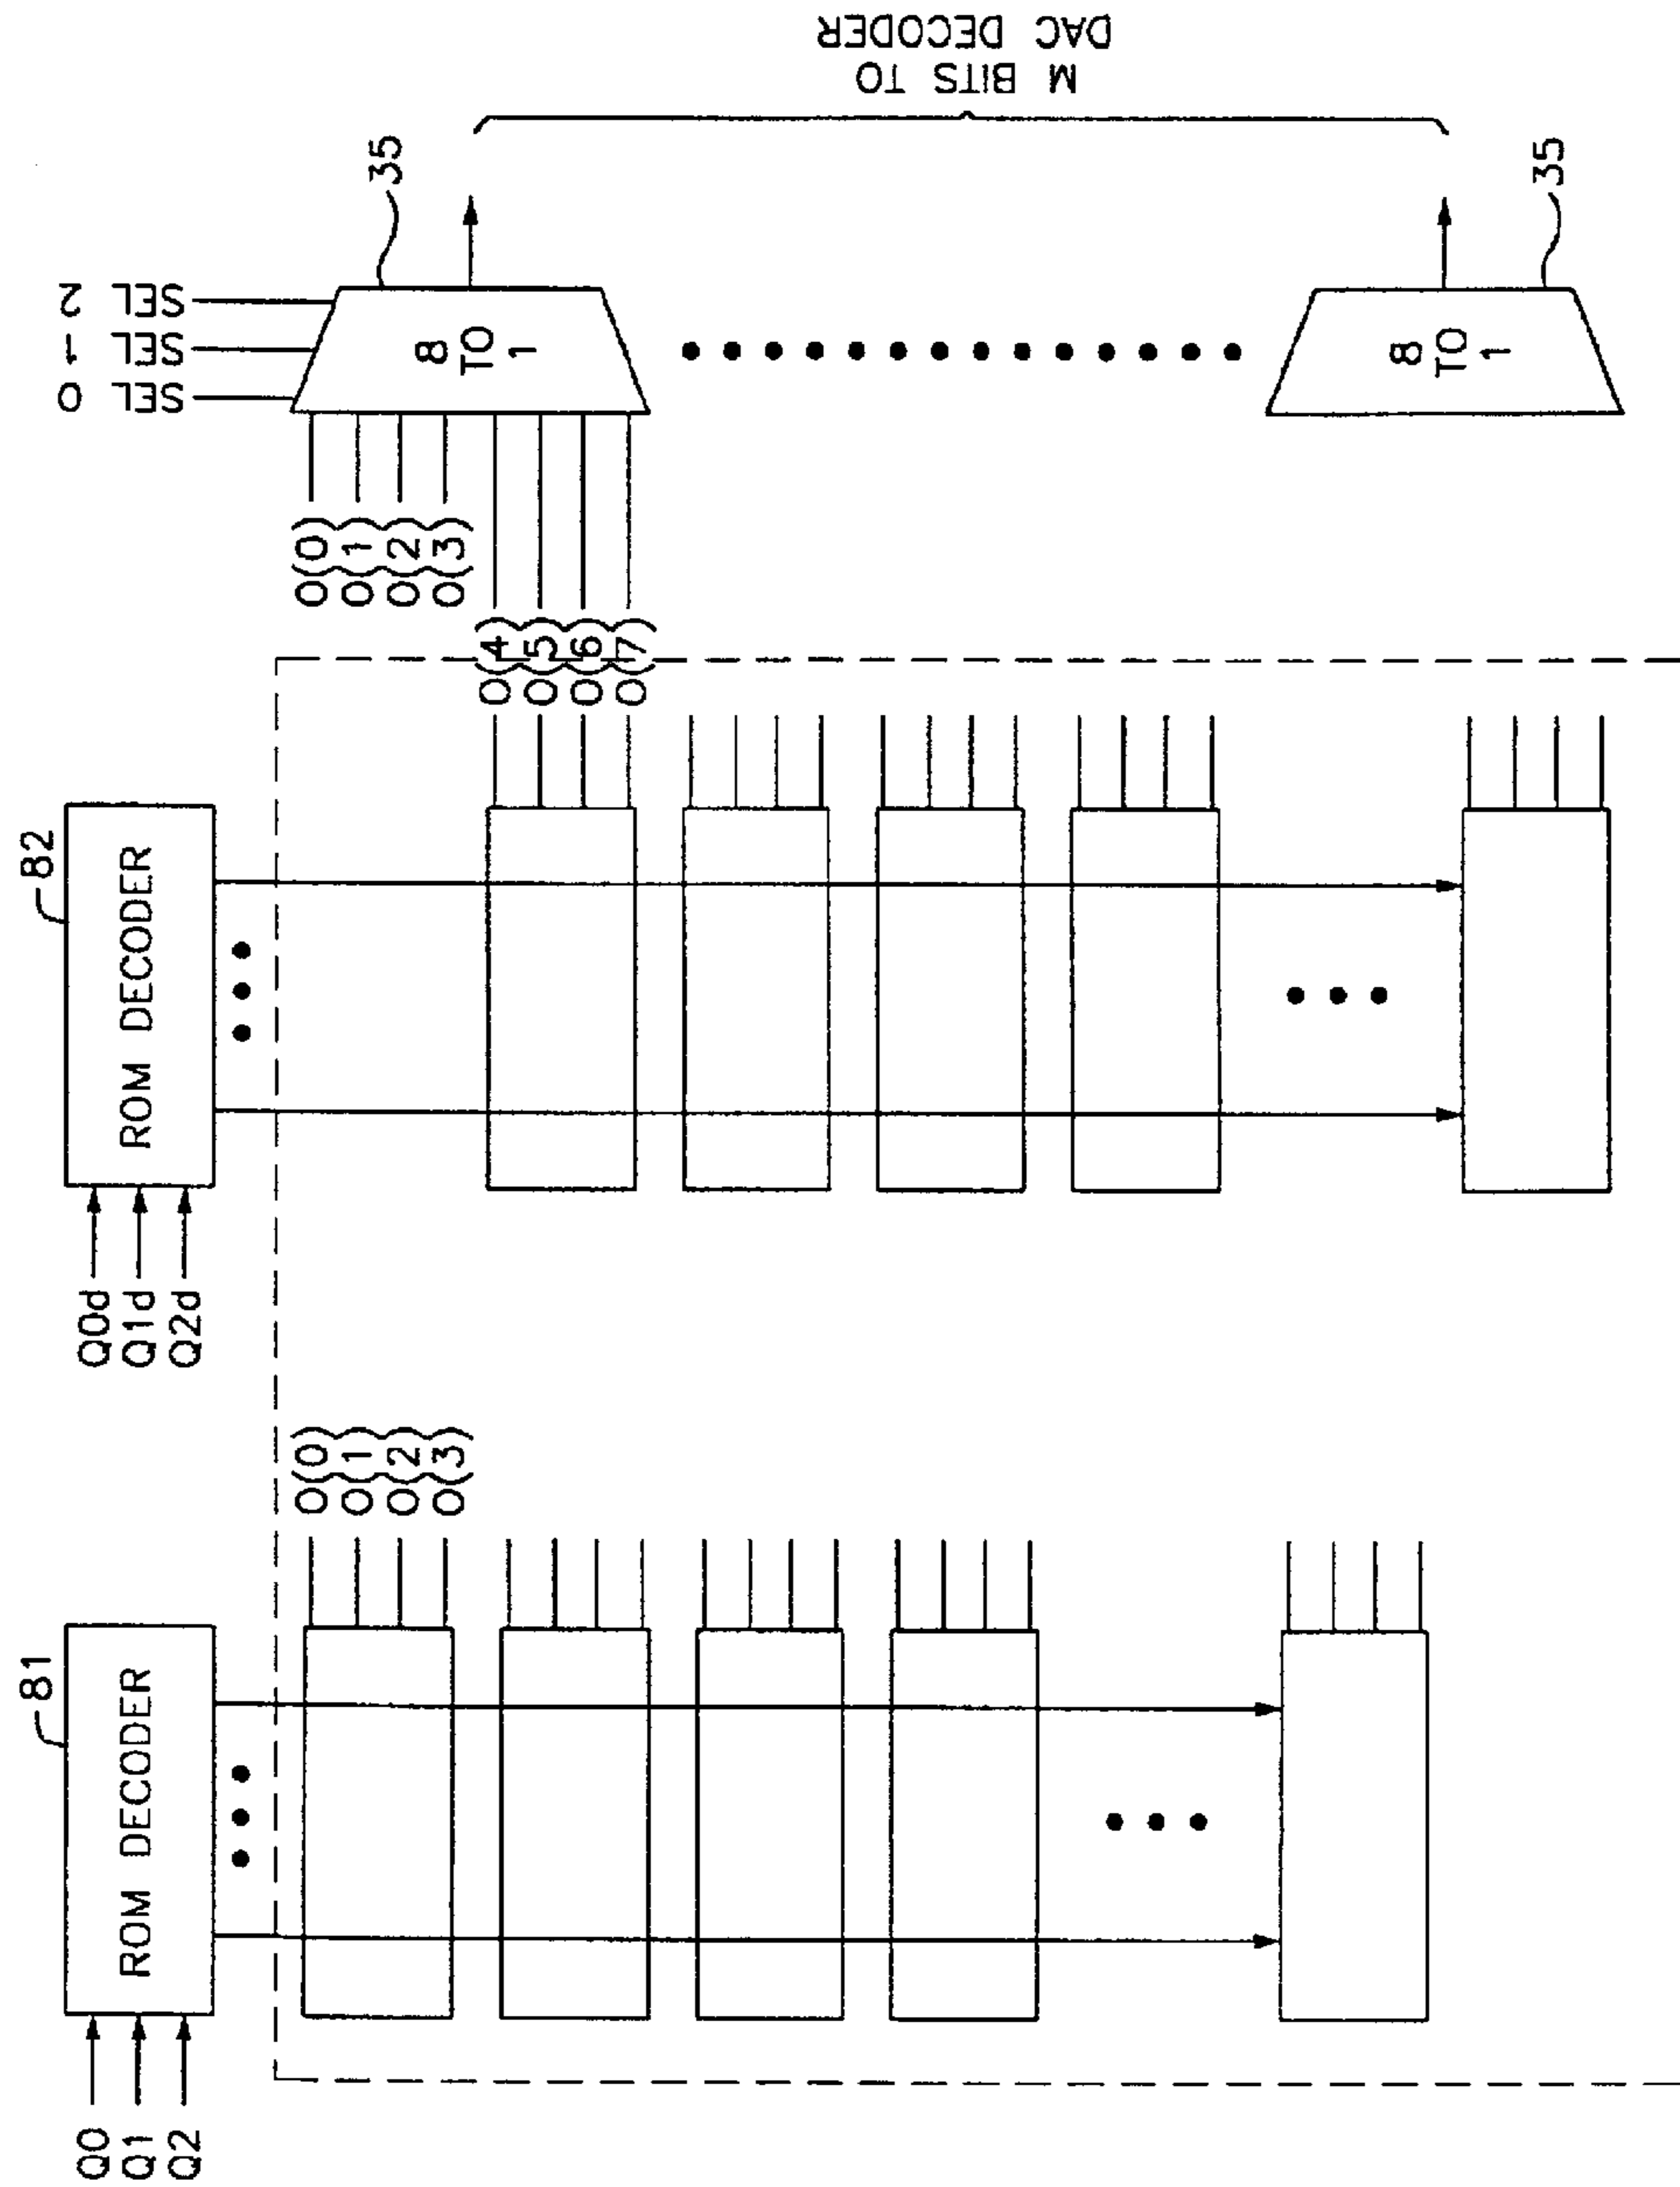 Q0
Q1
Q2
ROM DECODER
81
O(0)
O(1)
O(2)
O(3)
Q0d
Q1d
Q2d
ROM DECODER
82
O(4)
O(5)
O(6)
O(7)
O(0)
O(1)
O(2)
O(3)
SEL 0
SEL 1
SEL 2
8
TO
1
35
8
TO
1
35
M BITS TO
DAC DECODER